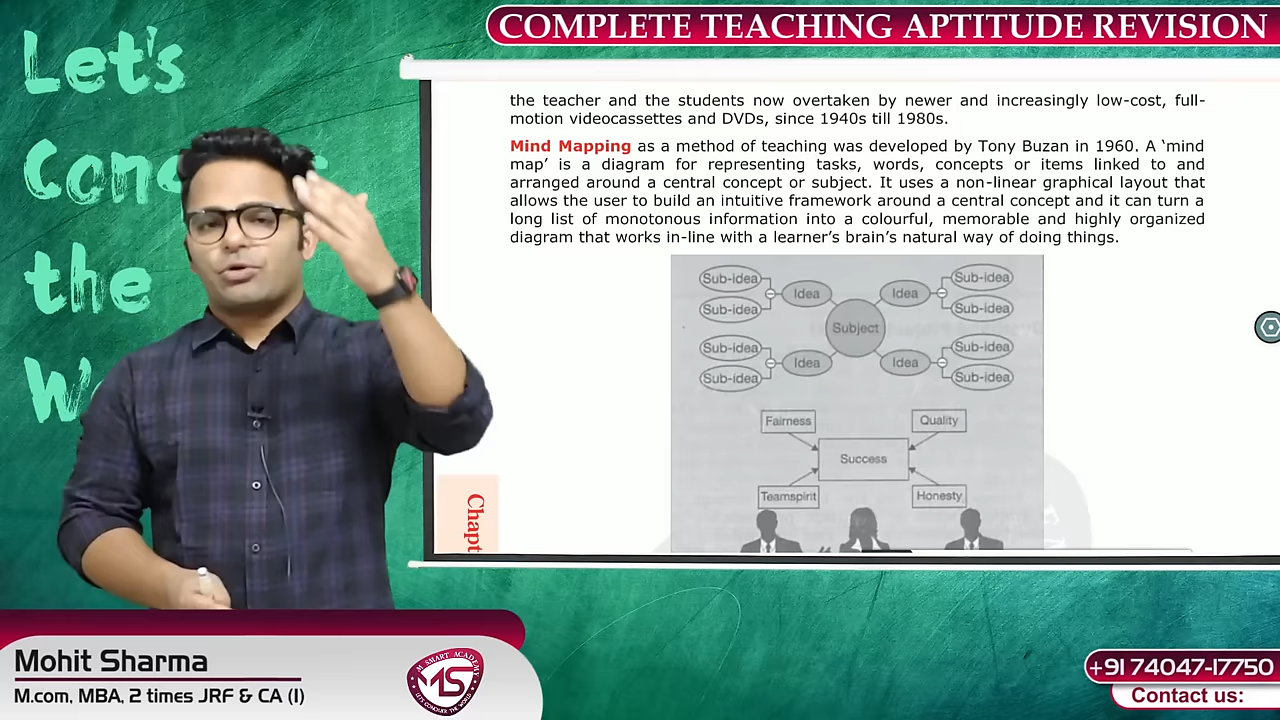 COMPLETE TEACHING APTITUDE REVISION
Let's
the
the teacher and the students now overtaken by newer and increasingly low-cost, full-
motion videocassettes and DVDs, since 1940s till 1980s.
Mind Mapping as a method of teaching was developed by Tony Buzan in 1960. A ‘mind
map’ is a diagram for representing tasks, words, concepts or items linked to and
arranged around a central concept or subject. It uses a non-linear graphical layout that
allows the user to build an intuitive framework around a central concept and it can turn a
long list of monotonous information into a colourful, memorable and highly organized
diagram that works in-line with a learner’s brain’s natural way of doing things.
Sub-idea
Sub-idea
Idea
Idea
Sub-idea
Sub-idea
Subject
Sub-idea
Sub-idea
Idea
Idea
Sub-idea
Sub-idea
Fairness
Quality
Success
Teamspirit
Honesty
Chapt
Mohit Sharma
M.com, MBA, 2 times JRF & CA (I)
M SMART ACADEMY
MS
LET'S CONQUER THE WORLD
+91 74047-17750
Contact us: